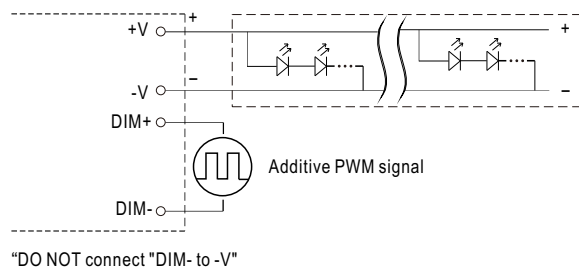 +V
+
+
-V
−
−
DIM+
Additive PWM signal
DIM-
“DO NOT connect "DIM- to -V"